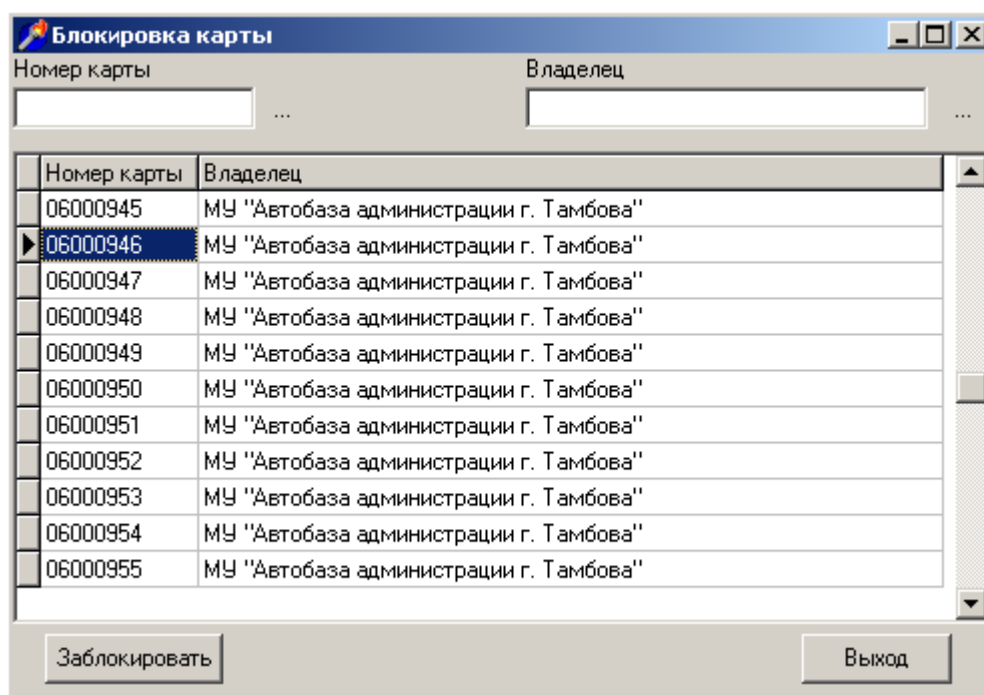 Блокировка карты
Номер карты Владелец
... ...
Номер карты Владелец
06000945 МУ "Автобаза администрации г. Тамбова"
06000946 МУ "Автобаза администрации г. Тамбова"
06000947 МУ "Автобаза администрации г. Тамбова"
06000948 МУ "Автобаза администрации г. Тамбова"
06000949 МУ "Автобаза администрации г. Тамбова"
06000950 МУ "Автобаза администрации г. Тамбова"
06000951 МУ "Автобаза администрации г. Тамбова"
06000952 МУ "Автобаза администрации г. Тамбова"
06000953 МУ "Автобаза администрации г. Тамбова"
06000954 МУ "Автобаза администрации г. Тамбова"
06000955 МУ "Автобаза администрации г. Тамбова"
Заблокировать Выход